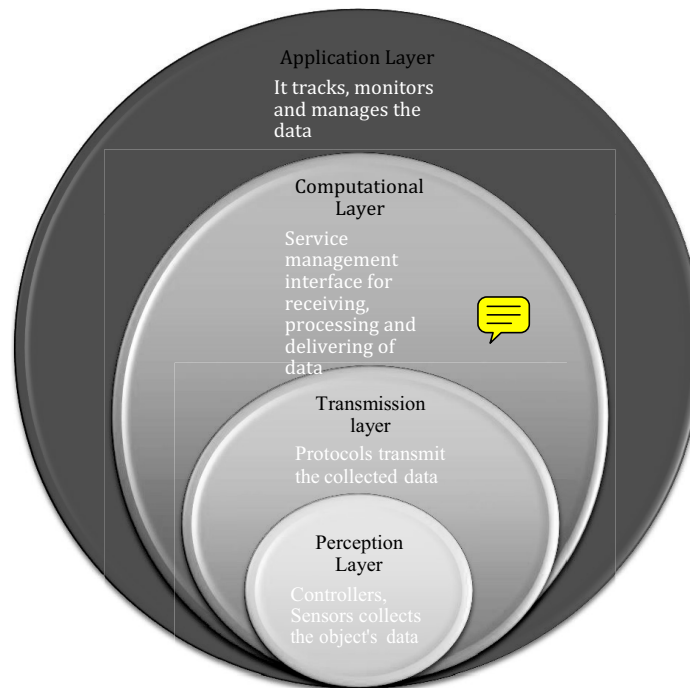 Application Layer
It tracks, monitors
and manages the
data
Computational
Layer
Service
management
interface for
receiving,
processing and
delivering of
data
Transmission
layer
Protocols transmit
the collected data
Perception
Layer
Controllers,
Sensors collects
the object's data